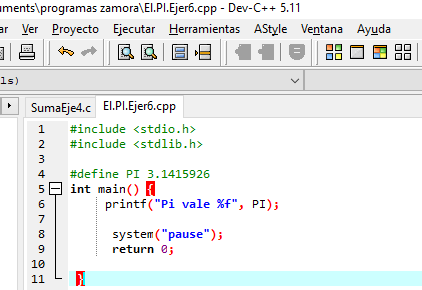 uments\programas zamora\EI.PI.Ejer6.cpp - Dev-C++ 5.11
ar Ver Proyecto Ejecutar Herramientas AStyle Ventana Ayuda
ls)
SumaEje4.c EI.PI.Ejer6.cpp
1 #include <stdio.h>
2 #include <stdlib.h>
3
4 #define PI 3.1415926
5 int main() {
6 printf("Pi vale %f", PI);
7
8 system("pause");
9 return 0;
10
11 }